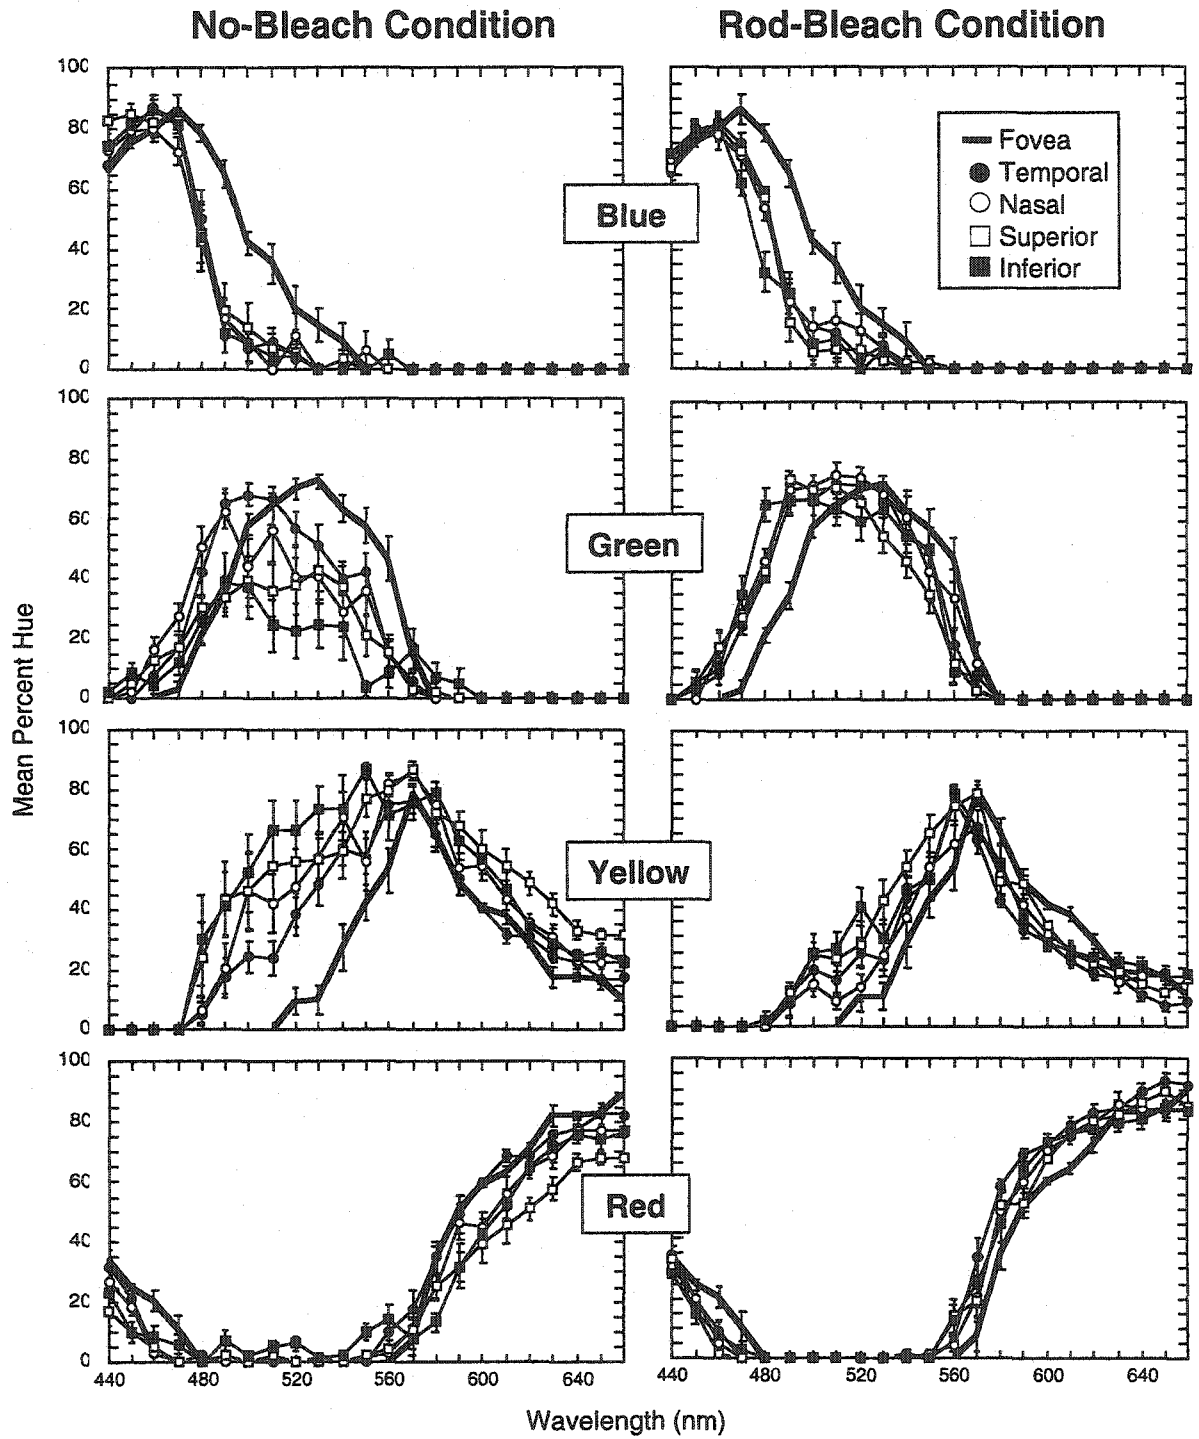 No-Bleach Condition
Rod-Bleach Condition
100
80
60
40
20
0
Fovea
Temporal
Nasal
Superior
Inferior
Blue
100
80
60
40
20
0
Green
100
80
60
40
20
0
Yellow
100
80
60
40
20
0
Red
Mean Percent Hue
440 480 520 560 600 640
440 480 520 560 600 640
Wavelength (nm)